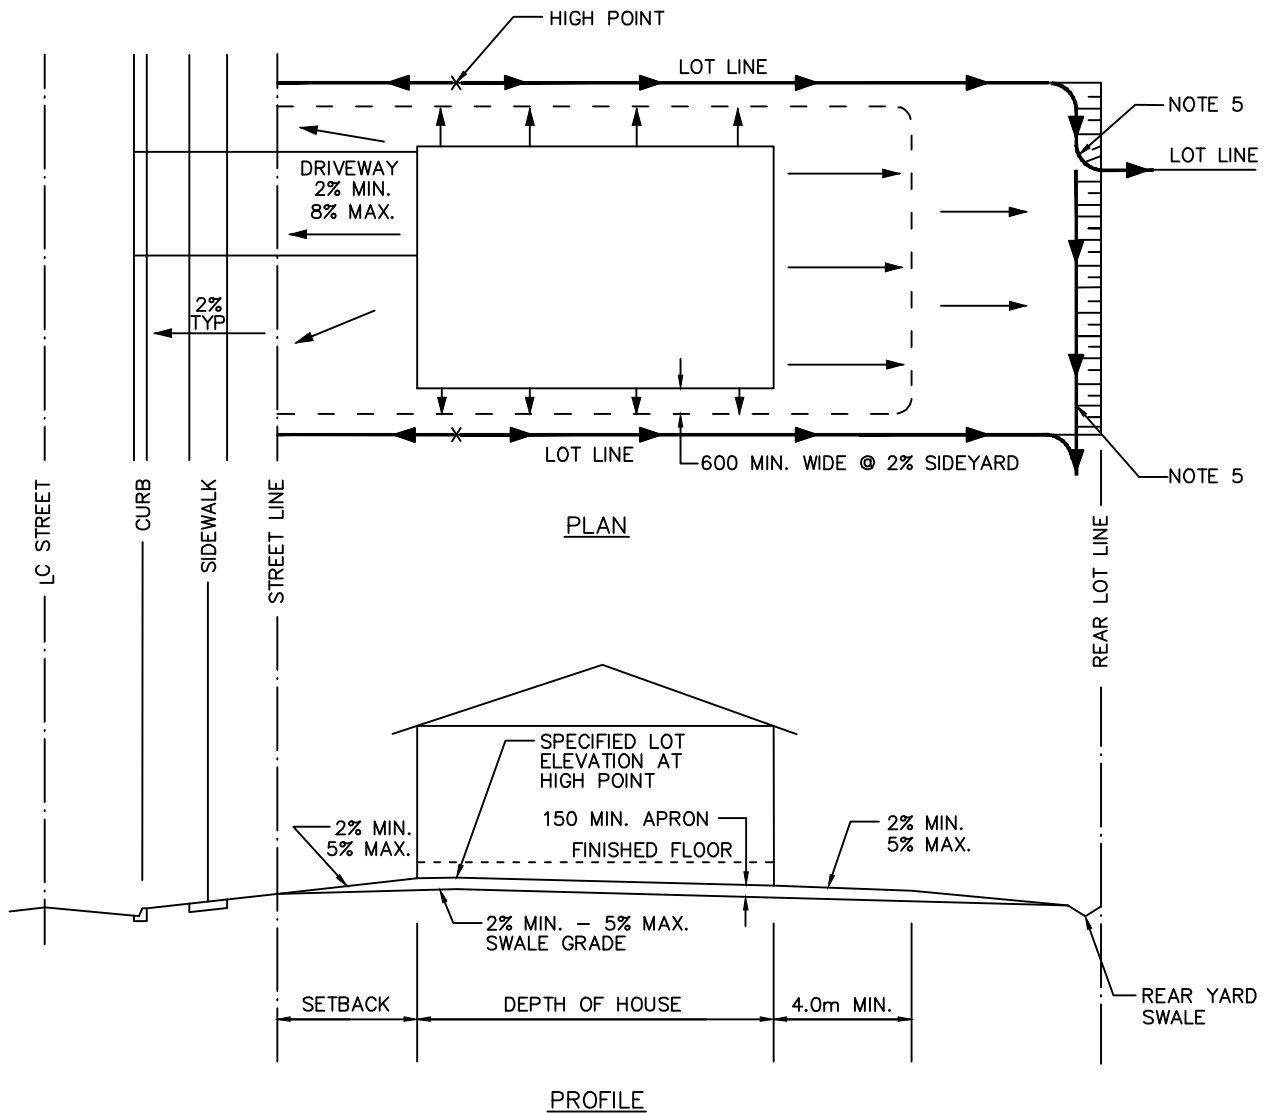 HIGH POINT
LOT LINE
NOTE 5
LOT LINE
DRIVEWAY
2% MIN.
8% MAX.
2%
TYP
LOT LINE
600 MIN. WIDE @ 2% SIDEYARD
NOTE 5
PLAN
LC STREET
CURB
SIDEWALK
STREET LINE
REAR LOT LINE
SPECIFIED LOT
ELEVATION AT
HIGH POINT
2% MIN.
5% MAX.
150 MIN. APRON
FINISHED FLOOR
2% MIN.
5% MAX.
2% MIN. – 5% MAX.
SWALE GRADE
SETBACK
DEPTH OF HOUSE
4.0m MIN.
REAR YARD
SWALE
PROFILE